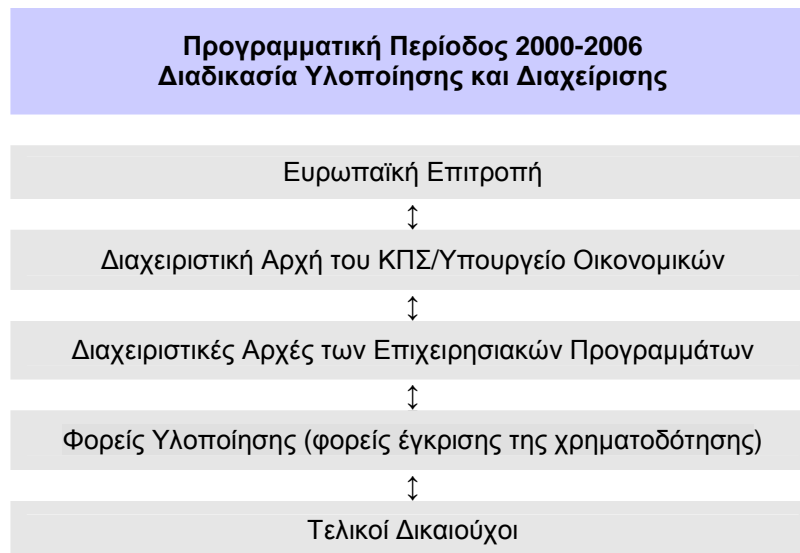 Προγραμματική Περίοδος 2000-2006
Διαδικασία Υλοποίησης και Διαχείρισης
Ευρωπαϊκή Επιτροπή
↕
Διαχειριστική Αρχή του ΚΠΣ/Υπουργείο Οικονομικών
↕
Διαχειριστικές Αρχές των Επιχειρησιακών Προγραμμάτων
↕
Φορείς Υλοποίησης (φορείς έγκρισης της χρηματοδότησης)
↕
Τελικοί Δικαιούχοι